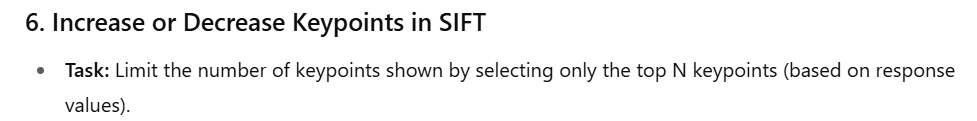 6. Increase or Decrease Keypoints in SIFT
• Task: Limit the number of keypoints shown by selecting only the top N keypoints (based on response
values).